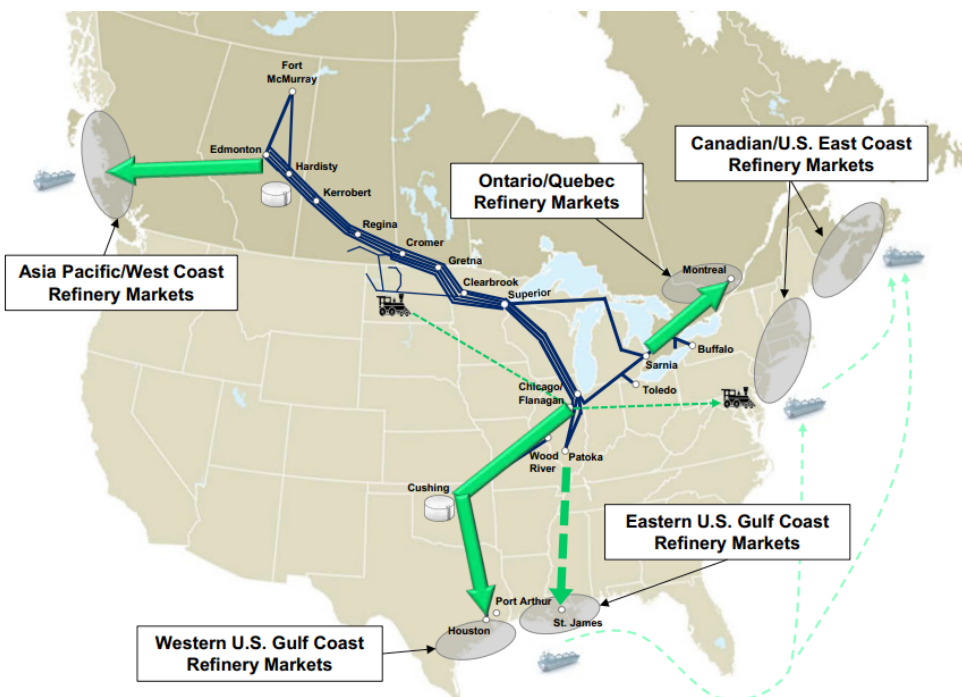 Fort
McMurray
Edmonton
Hardisty
Kerrobert
Regina
Cromer
Gretna
Clearbrook
Superior
Canadian/U.S. East Coast
Refinery Markets
Ontario/Quebec
Refinery Markets
Asia Pacific/West Coast
Refinery Markets
Montreal
Buffalo
Sarnia
Toledo
Chicago/
Flanagan
Wood
River
Patoka
Cushing
Eastern U.S. Gulf Coast
Refinery Markets
Port Arthur
Houston
St. James
Western U.S. Gulf Coast
Refinery Markets